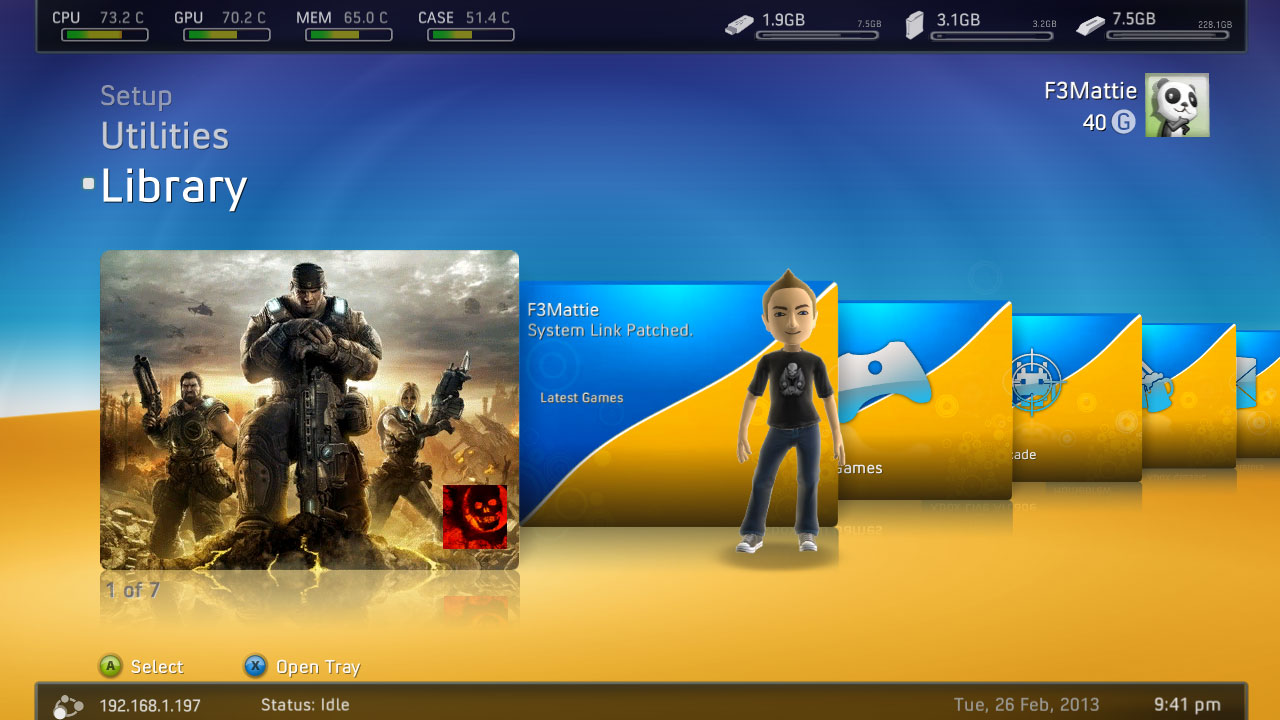 CPU 73.2 C GPU 70.2 C MEM 65.0 C CASE 51.4 C 1.9GB 7.5GB 3.1GB 3.2GB 7.5GB 228.1GB
Setup
F3Mattie
40 G
Utilities
Library
F3Mattie
System Link Patched.
Latest Games
Games
cade
1 of 7
A Select X Open Tray
192.168.1.197 Status: Idle Tue, 26 Feb, 2013 9:41 pm